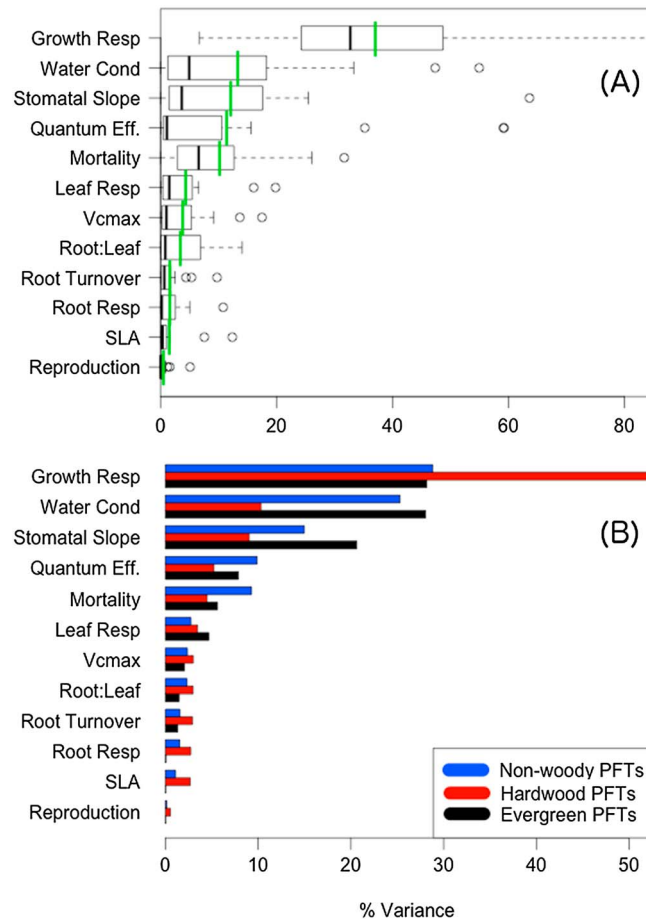 Growth Resp
Water Cond
(A)
Stomatal Slope
Quantum Eff.
Mortality
Leaf Resp
Vcmax
Root:Leaf
Root Turnover
Root Resp
SLA
Reproduction
0 20 40 60 80
Growth Resp
Water Cond
(B)
Stomatal Slope
Quantum Eff.
Mortality
Leaf Resp
Vcmax
Root:Leaf
Root Turnover
Root Resp
SLA
Reproduction
Non-woody PFTs
Hardwood PFTs
Evergreen PFTs
0 10 20 30 40 50
% Variance